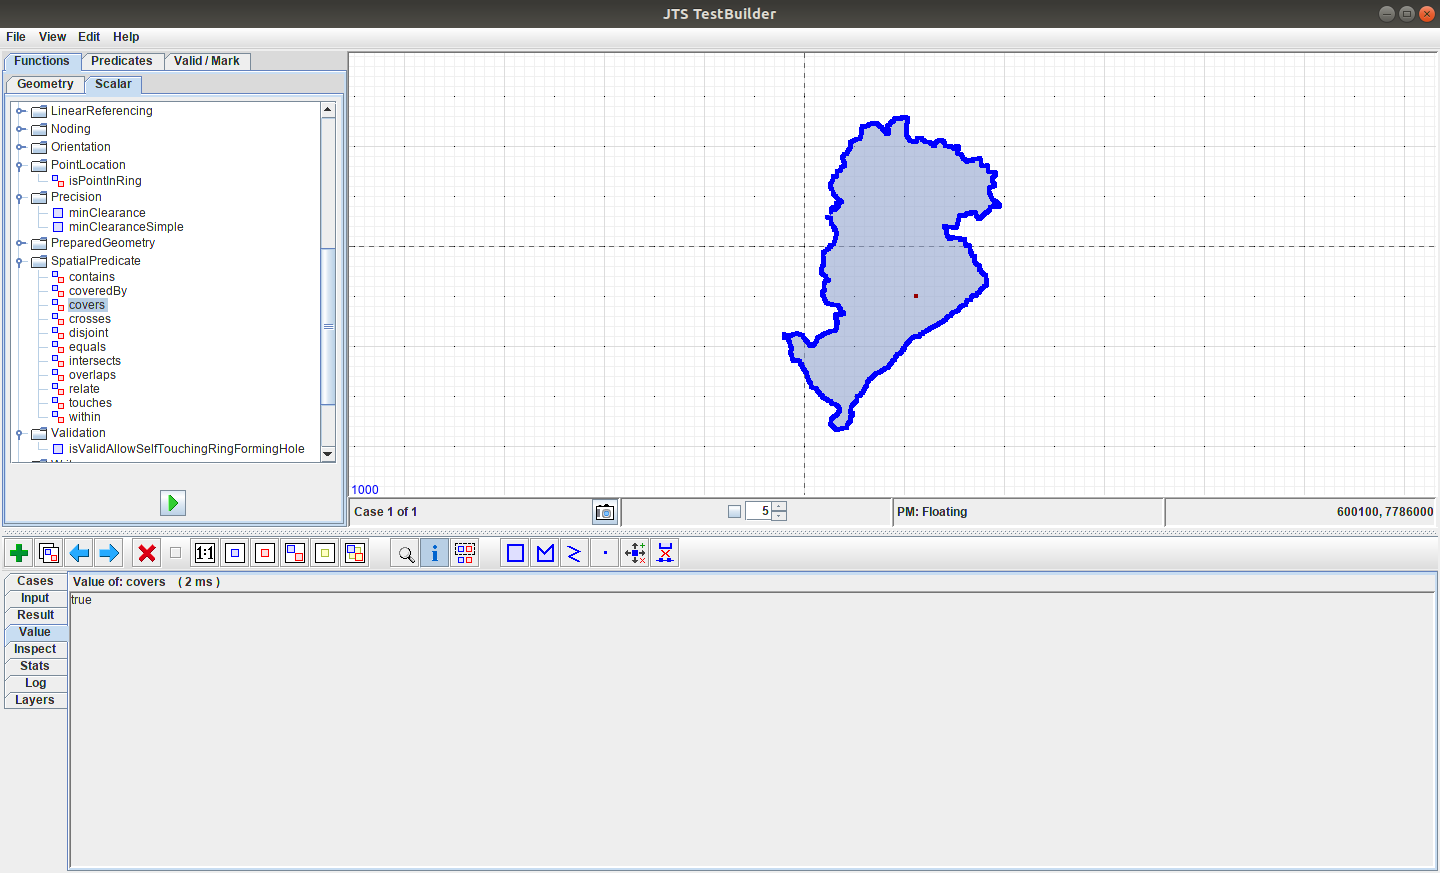 JTS TestBuilder
File View Edit Help
Functions Predicates Valid / Mark
Geometry Scalar
LinearReferencing
Noding
Orientation
PointLocation
isPointInRing
Precision
minClearance
minClearanceSimple
PreparedGeometry
SpatialPredicate
contains
coveredBy
covers
crosses
disjoint
equals
intersects
overlaps
relate
touches
within
Validation
isValidAllowSelfTouchingRingFormingHole
1000
Case 1 of 1
5
PM: Floating
600100, 7786000
1:1
i
Cases
Input
Result
Value
Inspect
Stats
Log
Layers
Value of: covers ( 2 ms )
true